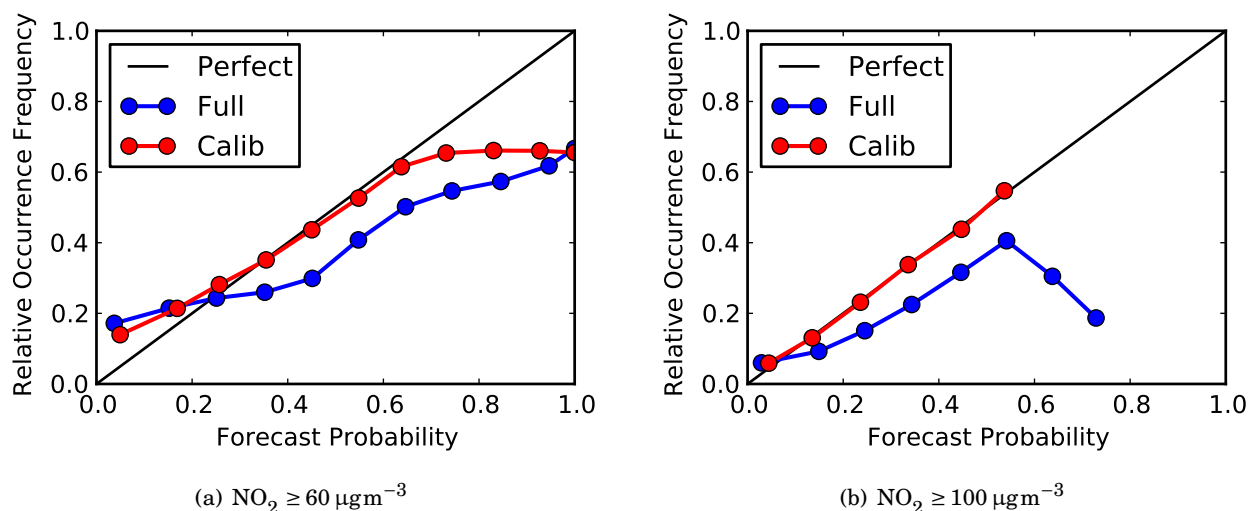 Relative Occurrence Frequency
1.0
0.8
0.6
0.4
0.2
0.0
Perfect
Full
Calib
0.0 0.2 0.4 0.6 0.8 1.0
Forecast Probability
(a) NO₂ ≥ 60 µg m⁻³
Relative Occurrence Frequency
1.0
0.8
0.6
0.4
0.2
0.0
Perfect
Full
Calib
0.0 0.2 0.4 0.6 0.8 1.0
Forecast Probability
(b) NO₂ ≥ 100 µg m⁻³